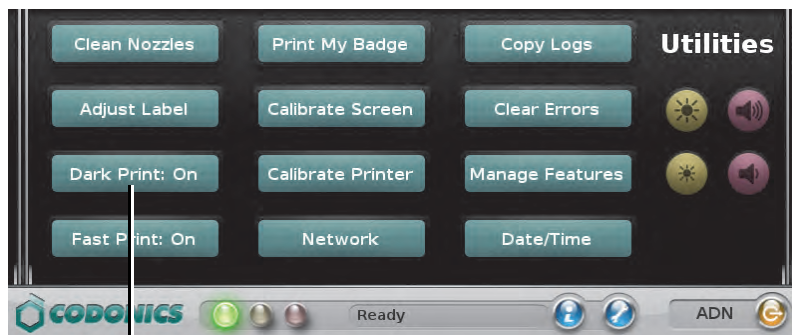 Clean Nozzles Print My Badge Copy Logs Utilities
Adjust Label Calibrate Screen Clear Errors
Dark Print: On Calibrate Printer Manage Features
Fast Print: On Network Date/Time
CODONICS Ready i ? ADN